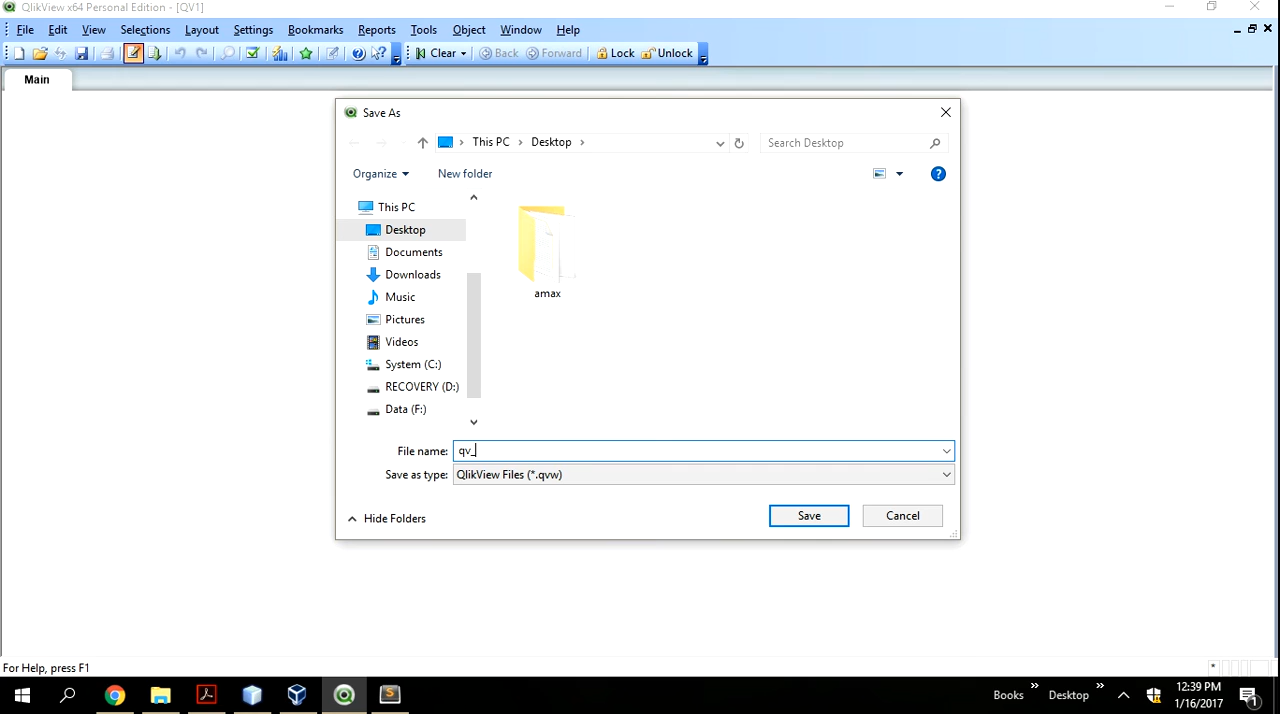 QlikView x64 Personal Edition - [QV1]
File Edit View Selections Layout Settings Bookmarks Reports Tools Object Window Help
Clear Back Forward Lock Unlock
Main
Save As
This PC Desktop Search Desktop
Organize New folder
This PC
Desktop
Documents
Downloads
Music
Pictures
Videos
System (C:)
RECOVERY (D:)
Data (F:)
amax
File name: qv_
Save as type: QlikView Files (*.qvw)
Hide Folders Save Cancel
For Help, press F1
Books » Desktop » 12:39 PM
1/16/2017 1